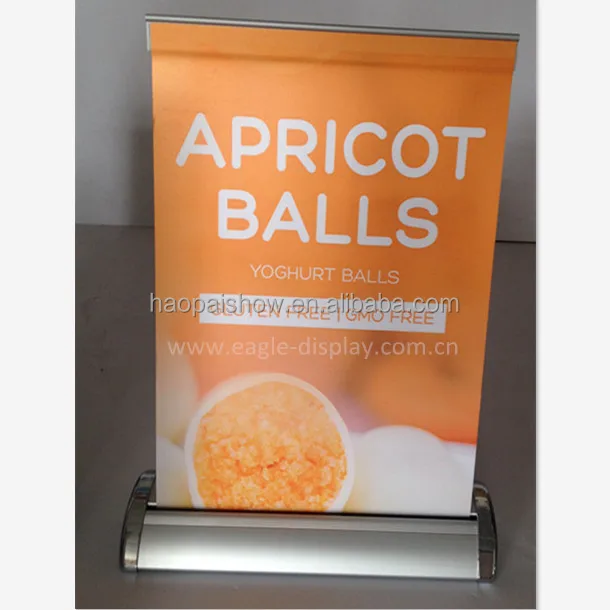 APRICOT
BALLS
YOGHURT BALLS
haopaishow.en.alibaba.com
GLUTEN FREE | GMO FREE
www.eagle-display.com.cn